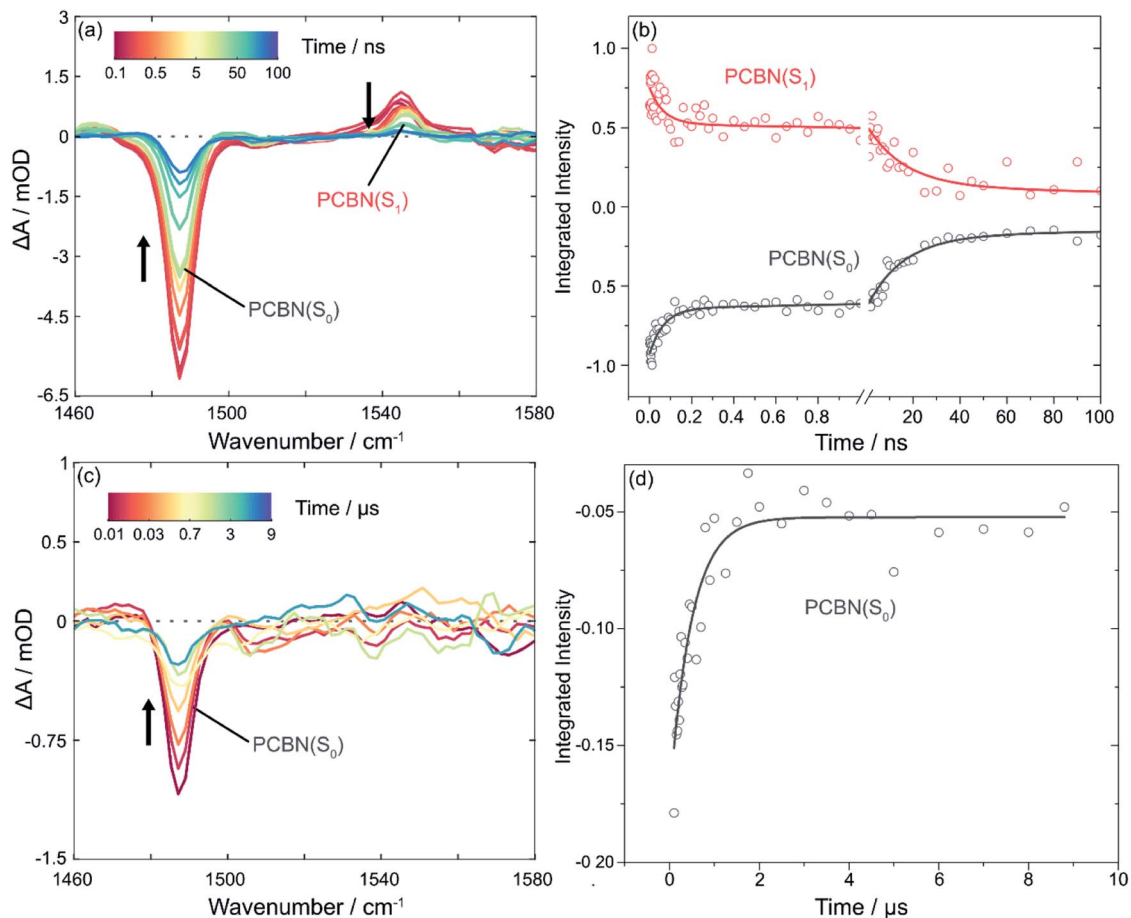 (a)
Time / ns
0.1 0.5 5 50 100
3
1.5
0
-1.5
-3
-4.5
-6.5
ΔA / mOD
PCBN(S1)
PCBN(S0)
1460 1500 1540 1580
Wavenumber / cm-1
(b)
1.0
0.5
0.0
0.5
-1.0
Integrated Intensity
PCBN(S1)
PCBN(S0)
0.0 0.2 0.4 0.6 0.8 20 40 60 80 100
Time / ns
(c)
Time / µs
0.01 0.03 0.7 3 9
1
0.5
0
-0.75
-1.5
ΔA / mOD
PCBN(S0)
1460 1500 1540 1580
Wavenumber / cm-1
(d)
-0.05
-0.10
-0.15
-0.20
Integrated Intensity
PCBN(S0)
0 2 4 6 8 10
Time / µs